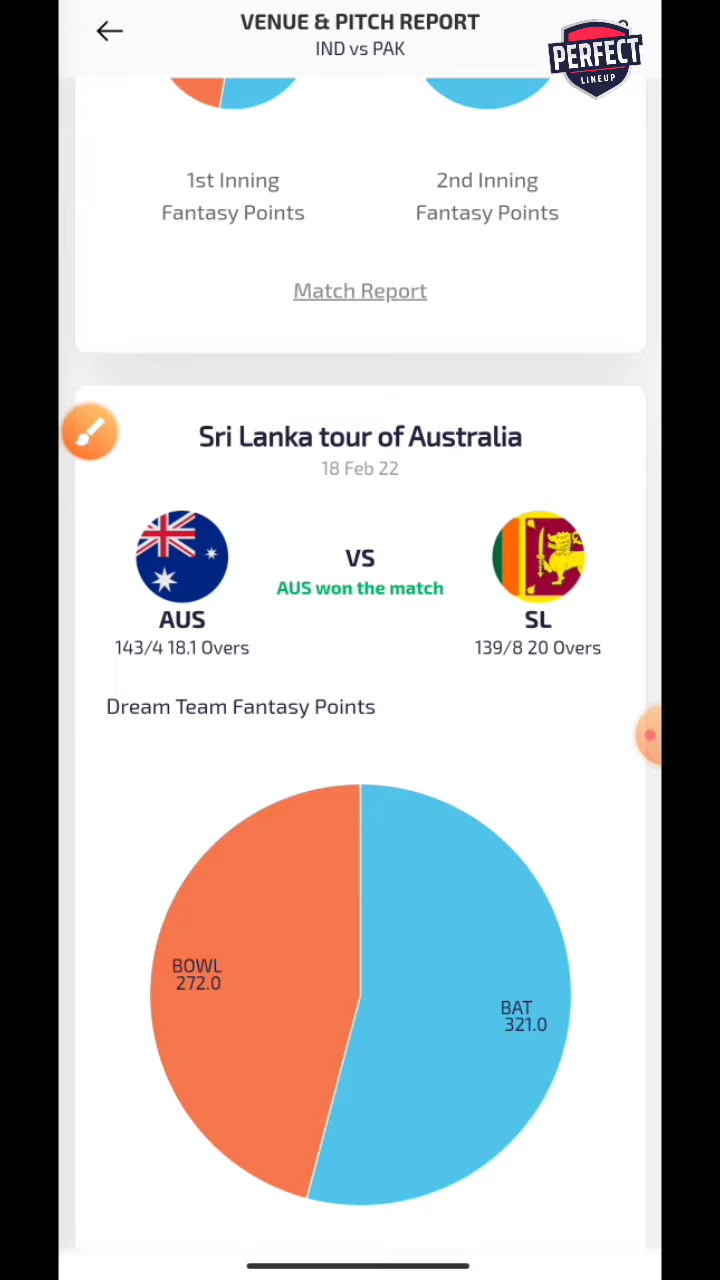 VENUE & PITCH REPORT
IND vs PAK
PERFECT
LINEUP
1st Inning
Fantasy Points
2nd Inning
Fantasy Points
Match Report
Sri Lanka tour of Australia
18 Feb 22
VS
AUS won the match
AUS
143/4 18.1 Overs
SL
139/8 20 Overs
Dream Team Fantasy Points
BOWL
272.0
BAT
321.0